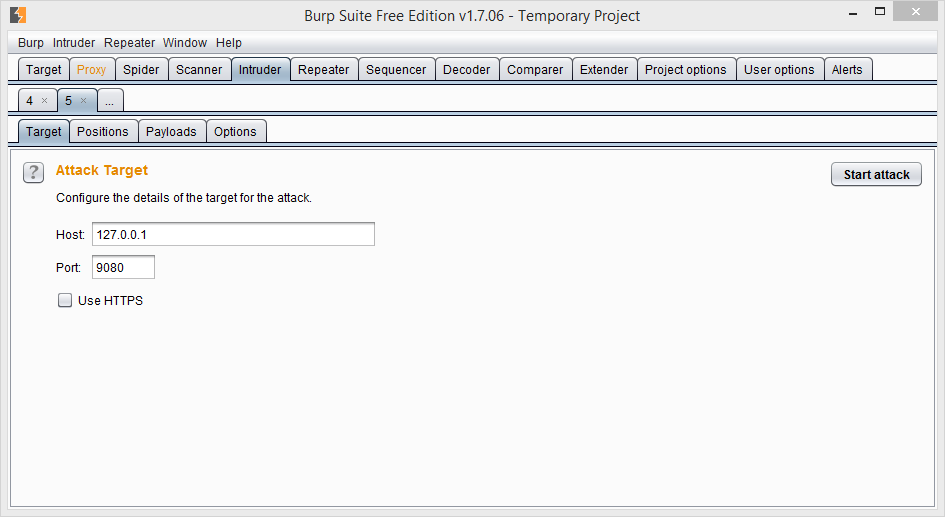 Burp Suite Free Edition v1.7.06 - Temporary Project
Burp Intruder Repeater Window Help
Target Proxy Spider Scanner Intruder Repeater Sequencer Decoder Comparer Extender Project options User options Alerts
4 × 5 × ...
Target Positions Payloads Options
? Attack Target Start attack
Configure the details of the target for the attack.
Host: 127.0.0.1
Port: 9080
Use HTTPS